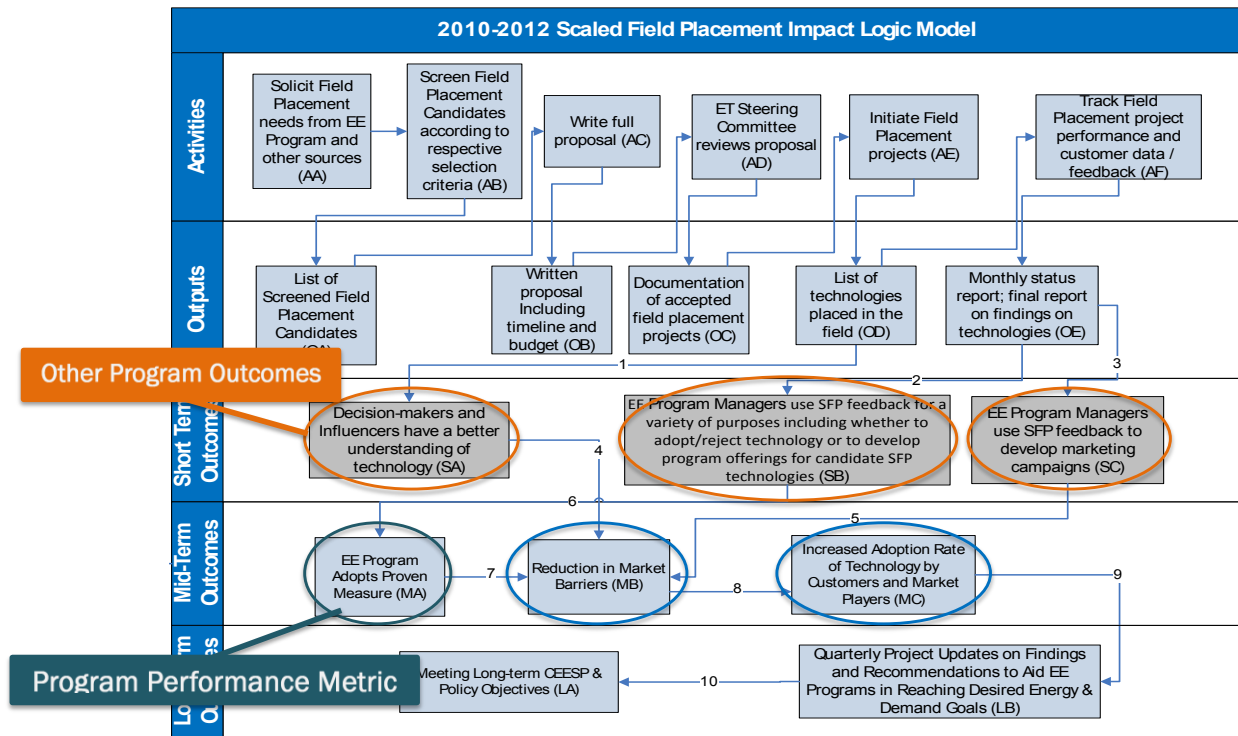 2010-2012 Scaled Field Placement Impact Logic Model
Activities
Solicit Field
Placement
needs from EE
Program and
other sources
(AA)
Screen Field
Placement
Candidates
according to
respective
selection
criteria (AB)
Write full
proposal (AC)
ET Steering
Committee
reviews proposal
(AD)
Initiate Field
Placement
projects (AE)
Track Field
Placement project
performance and
customer data /
feedback (AF)
Outputs
List of
Screened Field
Placement
Candidates
Written
proposal
Including
timeline and
budget (OB)
Documentation
of accepted
field placement
projects (OC)
List of
technologies
placed in the
field (OD)
Monthly status
report; final report
on findings on
technologies (OE)
Other Program Outcomes
1
2
3
Short Term
Outcomes
Decision-makers and
Influencers have a better
understanding of
technology (SA)
4
EE Program Managers use SFP feedback for a
variety of purposes including whether to
adopt/reject technology or to develop
program offerings for candidate SFP
technologies (SB)
EE Program Managers
use SFP feedback to
develop marketing
campaigns (SC)
6
5
Mid-Term
Outcomes
EE Program
Adopts Proven
Measure (MA)
7
Reduction in Market
Barriers (MB)
8
Increased Adoption Rate
of Technology by
Customers and Market
Players (MC)
9
Program Performance Metric
Meeting Long-term CEESP &
Policy Objectives (LA)
10
Quarterly Project Updates on Findings
and Recommendations to Aid EE
Programs in Reaching Desired Energy &
Demand Goals (LB)